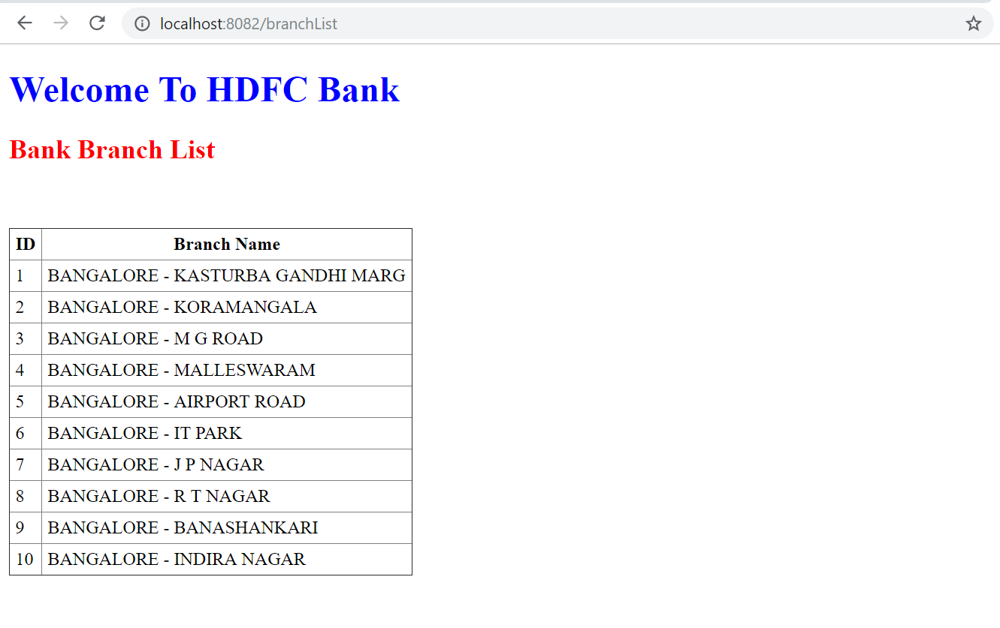 localhost:8082/branchList
Welcome To HDFC Bank
Bank Branch List
ID Branch Name
1 BANGALORE - KASTURBA GANDHI MARG
2 BANGALORE - KORAMANGALA
3 BANGALORE - M G ROAD
4 BANGALORE - MALLESWARAM
5 BANGALORE - AIRPORT ROAD
6 BANGALORE - IT PARK
7 BANGALORE - J P NAGAR
8 BANGALORE - R T NAGAR
9 BANGALORE - BANASHANKARI
10 BANGALORE - INDIRA NAGAR